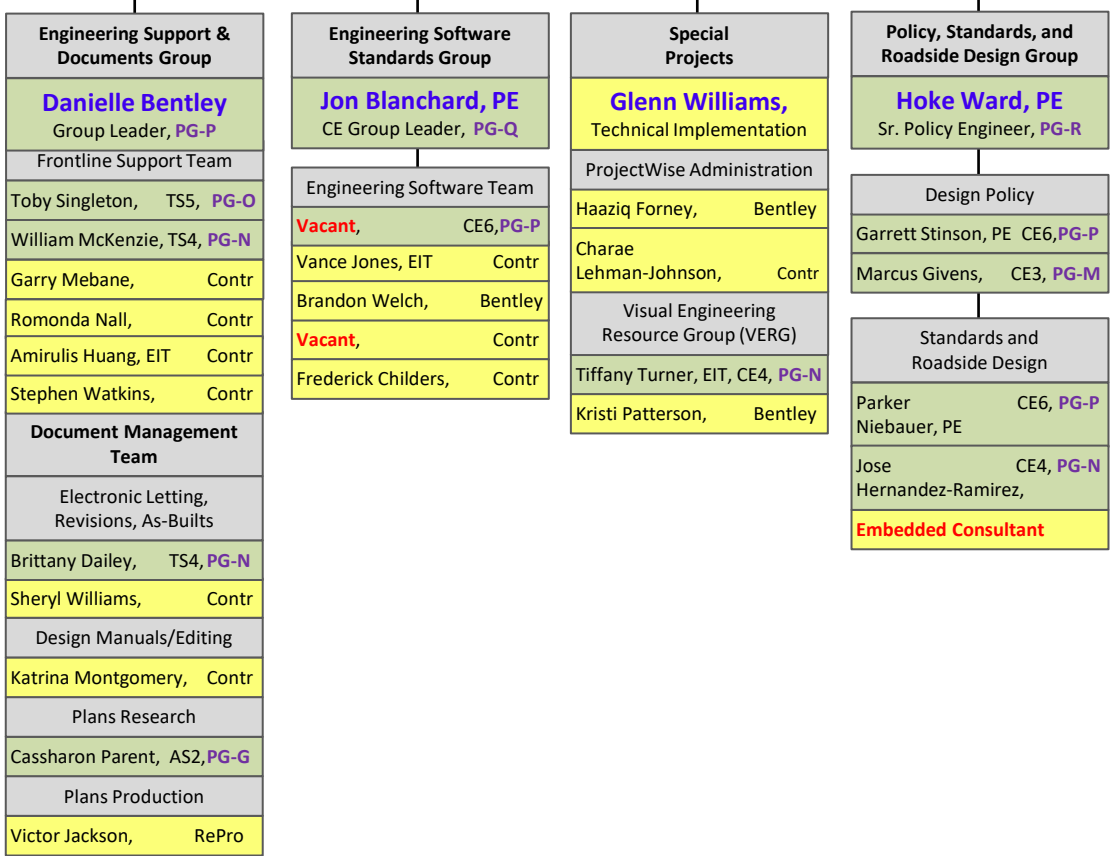 Engineering Support &
Documents Group
Danielle Bentley
Group Leader, PG-P
Frontline Support Team
Toby Singleton, TS5, PG-O
William McKenzie, TS4, PG-N
Garry Mebane, Contr
Romonda Nall, Contr
Amirulis Huang, EIT Contr
Stephen Watkins, Contr
Document Management
Team
Electronic Letting,
Revisions, As-Builts
Brittany Dailey, TS4, PG-N
Sheryl Williams, Contr
Design Manuals/Editing
Katrina Montgomery, Contr
Plans Research
Cassharon Parent, AS2,PG-G
Plans Production
Victor Jackson, RePro
Engineering Software
Standards Group
Jon Blanchard, PE
CE Group Leader, PG-Q
Engineering Software Team
Vacant, CE6,PG-P
Vance Jones, EIT Contr
Brandon Welch, Bentley
Vacant, Contr
Frederick Childers, Contr
Special
Projects
Glenn Williams,
Technical Implementation
ProjectWise Administration
Haaziq Forney, Bentley
Charae
Lehman-Johnson, Contr
Visual Engineering
Resource Group (VERG)
Tiffany Turner, EIT, CE4, PG-N
Kristi Patterson, Bentley
Policy, Standards, and
Roadside Design Group
Hoke Ward, PE
Sr. Policy Engineer, PG-R
Design Policy
Garrett Stinson, PE CE6,PG-P
Marcus Givens, CE3, PG-M
Standards and
Roadside Design
Parker CE6, PG-P
Niebauer, PE
Jose CE4, PG-N
Hernandez-Ramirez,
Embedded Consultant